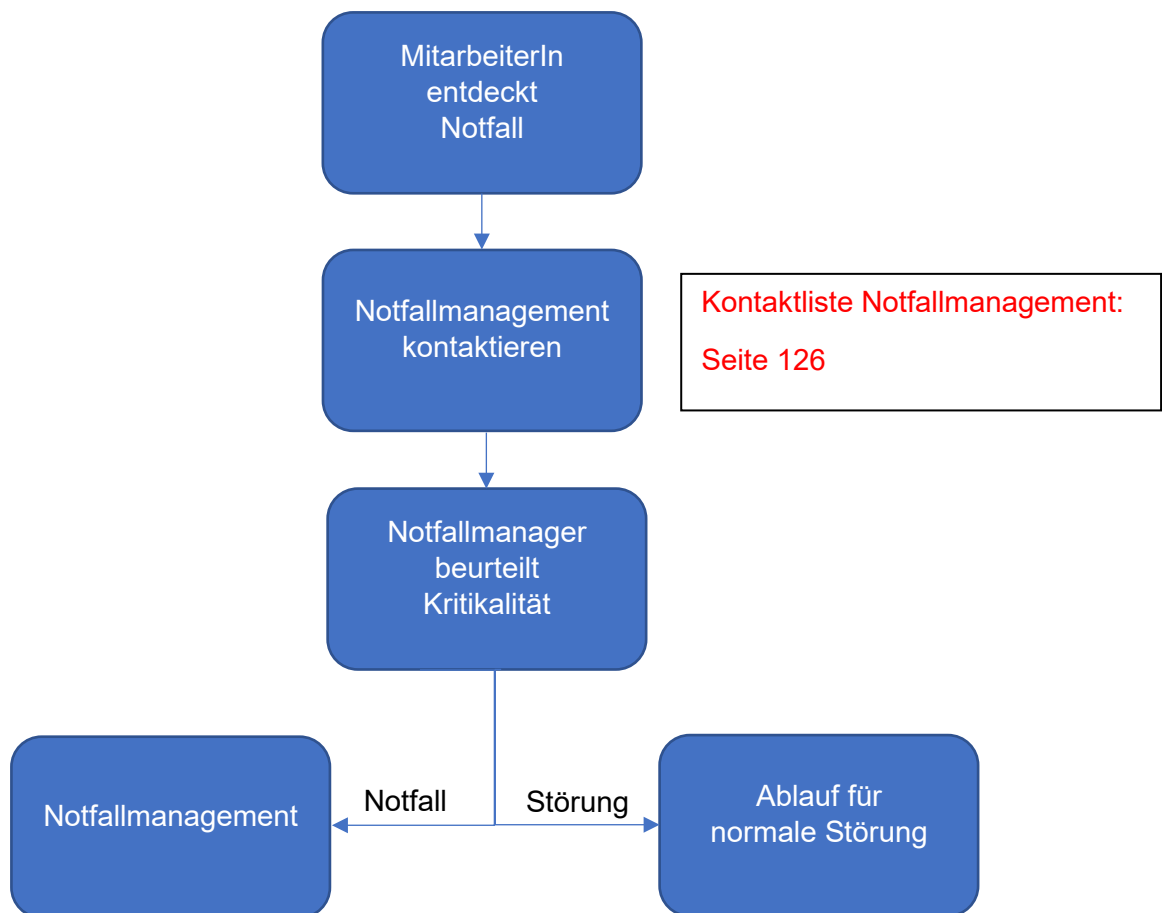 MitarbeiterIn
entdeckt
Notfall
Notfallmanagement
kontaktieren
Kontaktliste Notfallmanagement:
Seite 126
Notfallmanager
beurteilt
Kritikalität
Notfall
Störung
Notfallmanagement
Ablauf für
normale Störung